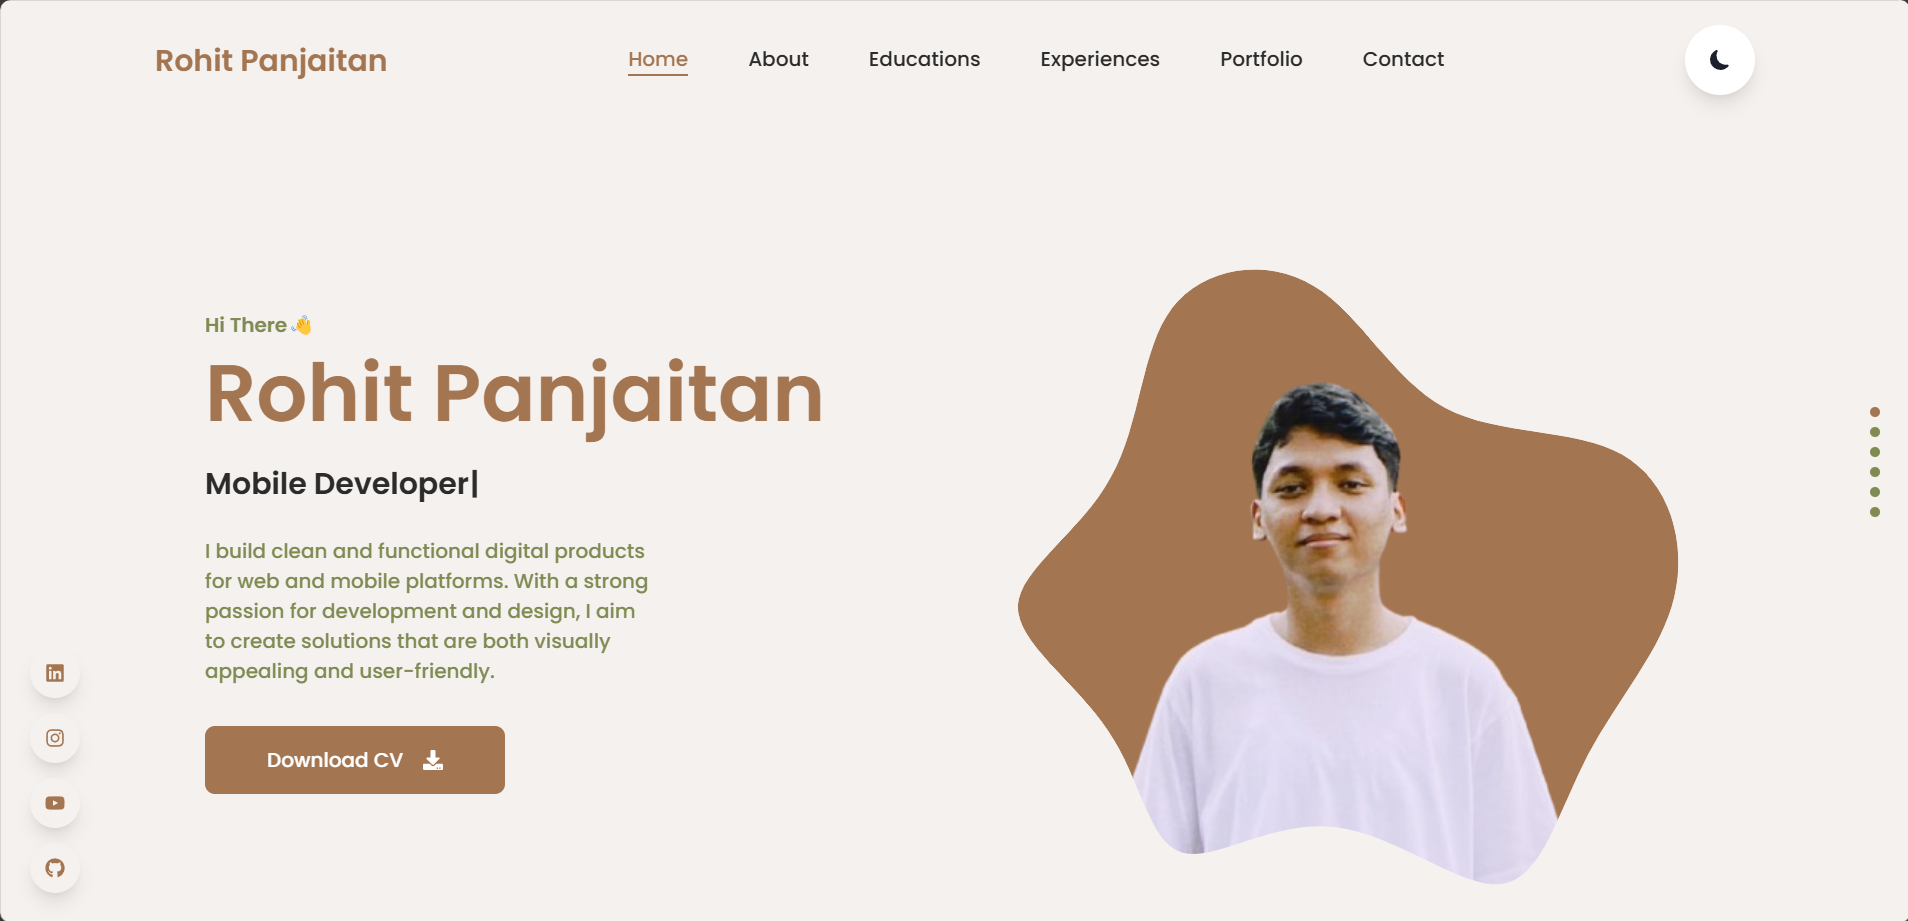 Rohit Panjaitan
Home
About
Educations
Experiences
Portfolio
Contact
Hi There 👋
Rohit Panjaitan
Mobile Developer|
I build clean and functional digital products
for web and mobile platforms. With a strong
passion for development and design, I aim
to create solutions that are both visually
appealing and user-friendly.
Download CV